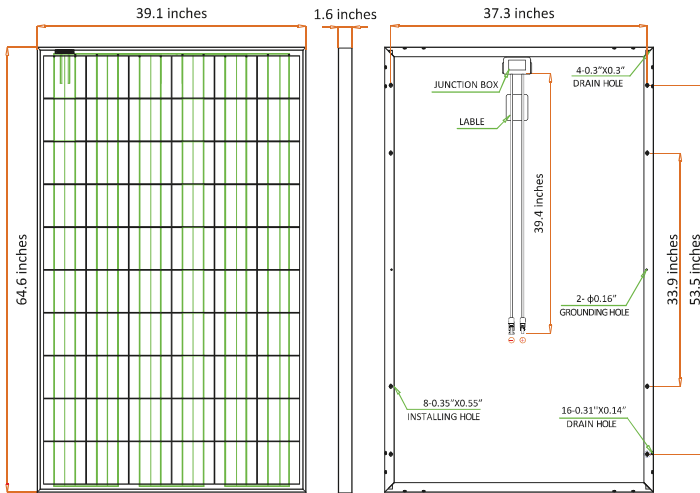 39.1 inches
1.6 inches
37.3 inches
JUNCTION BOX
4-0.3"X0.3"
DRAIN HOLE
LABLE
64.6 inches
39.4 inches
33.9 inches
53.5 inches
2- ϕ0.16"
GROUNDING HOLE
8-0.35"X0.55"
INSTALLING HOLE
16-0.31"X0.14"
DRAIN HOLE